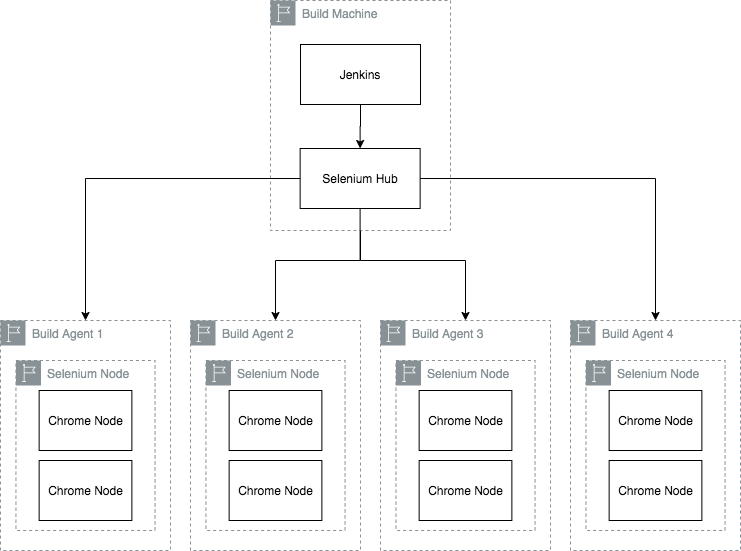 Build Machine
Jenkins
Selenium Hub
Build Agent 1
Build Agent 2
Build Agent 3
Build Agent 4
Selenium Node
Selenium Node
Selenium Node
Selenium Node
Chrome Node
Chrome Node
Chrome Node
Chrome Node
Chrome Node
Chrome Node
Chrome Node
Chrome Node